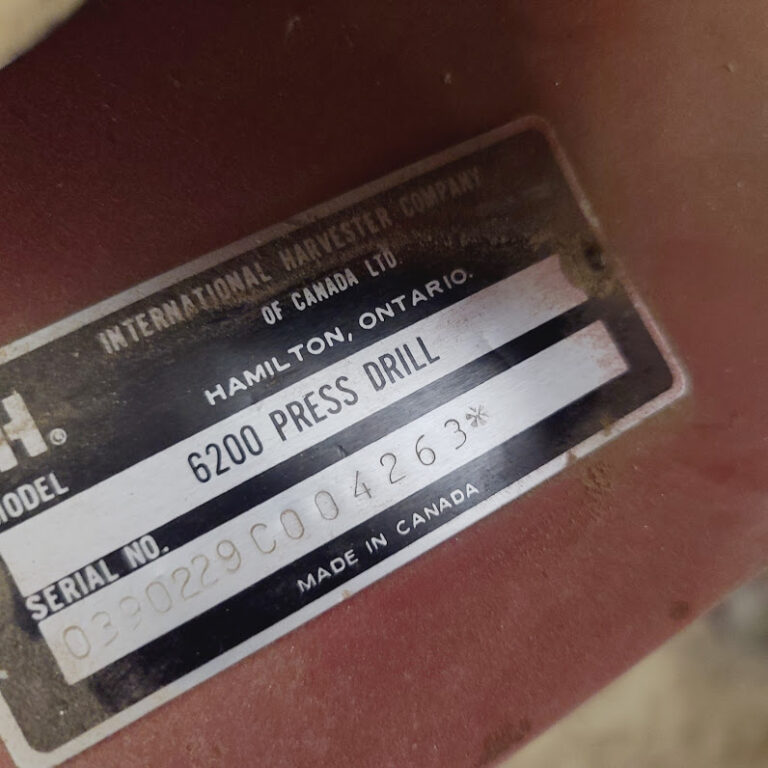 INTERNATIONAL HARVESTER COMPANY
OF CANADA LTD.
HAMILTON, ONTARIO.
H®
MODEL
6200 PRESS DRILL
SERIAL NO.
0390229C004263*
MADE IN CANADA